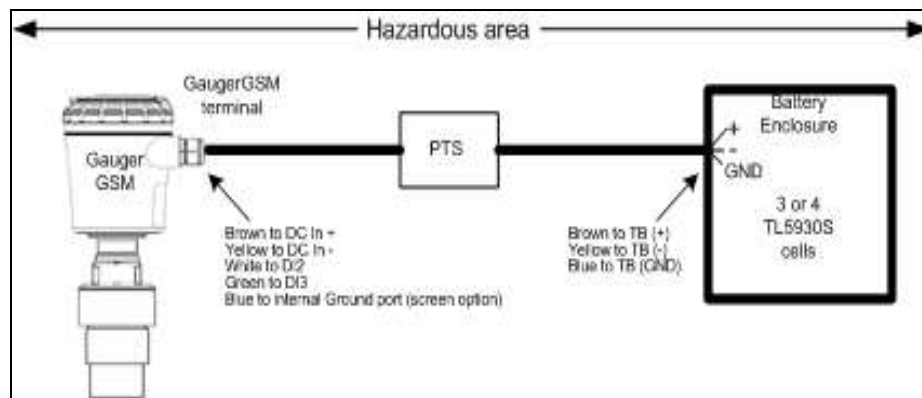 Hazardous area
GaugerGSM
terminal
Gauger
GSM
PTS
Battery
Enclosure
+
-
GND
3 or 4
TL5930S
cells
Brown to DC In +
Yellow to DC In -
White to DI2
Green to DI3
Blue to internal Ground port (screen option)
Brown to TB (+)
Yellow to TB (-)
Blue to TB (GND)